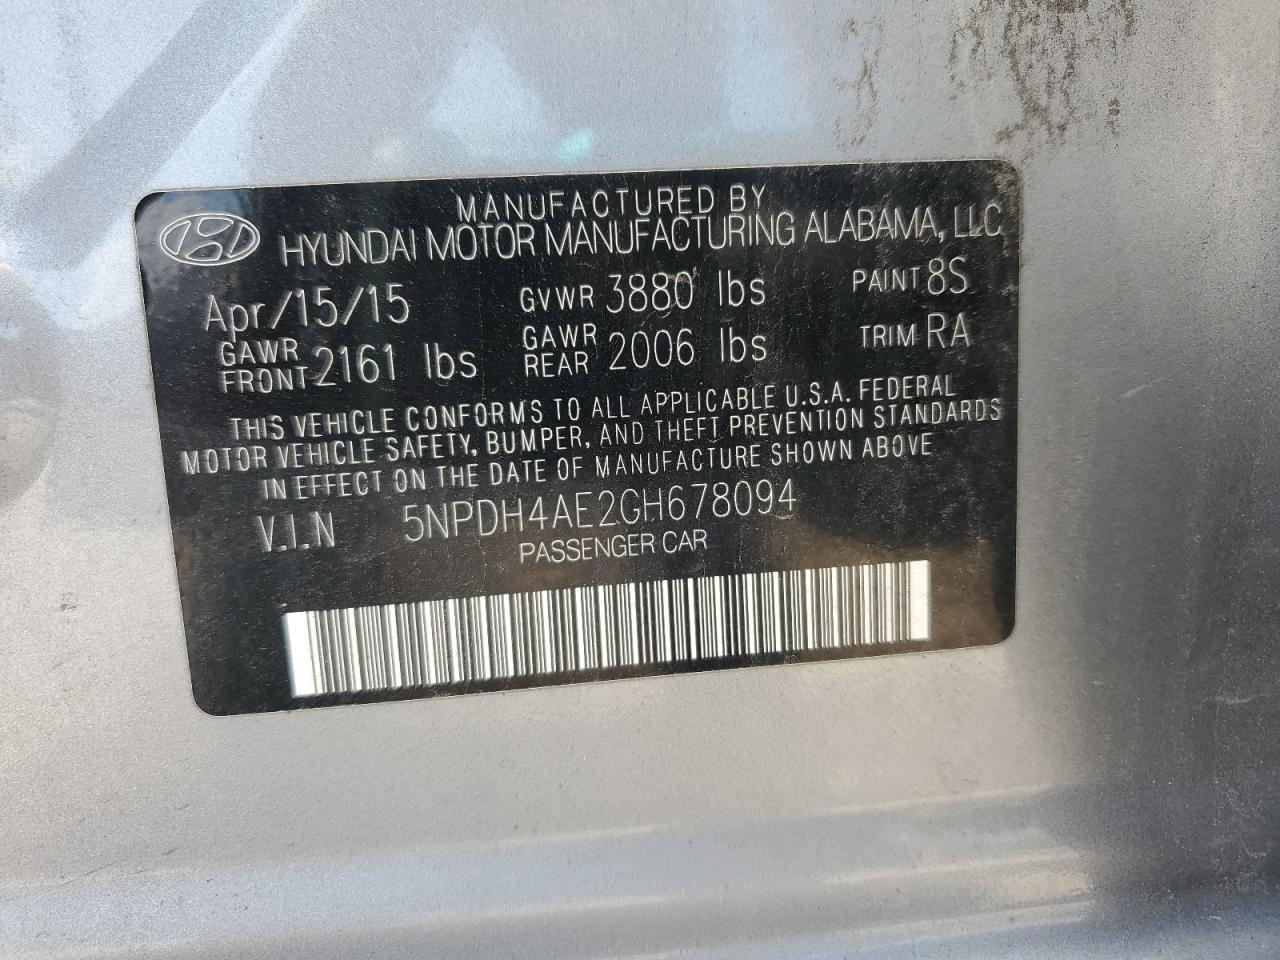 MANUFACTURED BY
HYUNDAI MOTOR MANUFACTURING ALABAMA, LLC
Apr/15/15 GVWR 3880 lbs PAINT 8S
GAWR FRONT 2161 lbs GAWR REAR 2006 lbs TRIM RA
THIS VEHICLE CONFORMS TO ALL APPLICABLE U.S.A. FEDERAL
MOTOR VEHICLE SAFETY, BUMPER, AND THEFT PREVENTION STANDARDS
IN EFFECT ON THE DATE OF MANUFACTURE SHOWN ABOVE
V.I.N 5NPDH4AE2GH678094
PASSENGER CAR